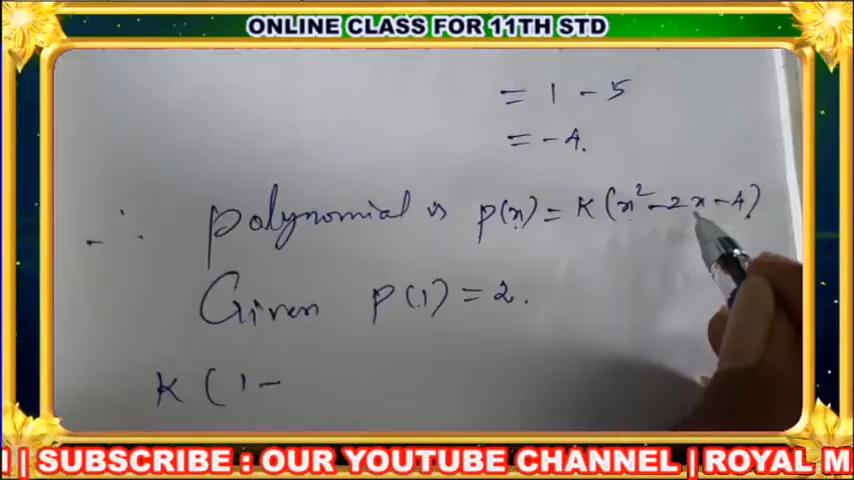 ONLINE CLASS FOR 11TH STD
= 1 - 5
= -4.
∴ polynomial is p(x) = K(x² - 2x - 4)
Given p(1) = 2.
K (1 -
| SUBSCRIBE : OUR YOUTUBE CHANNEL | ROYAL M